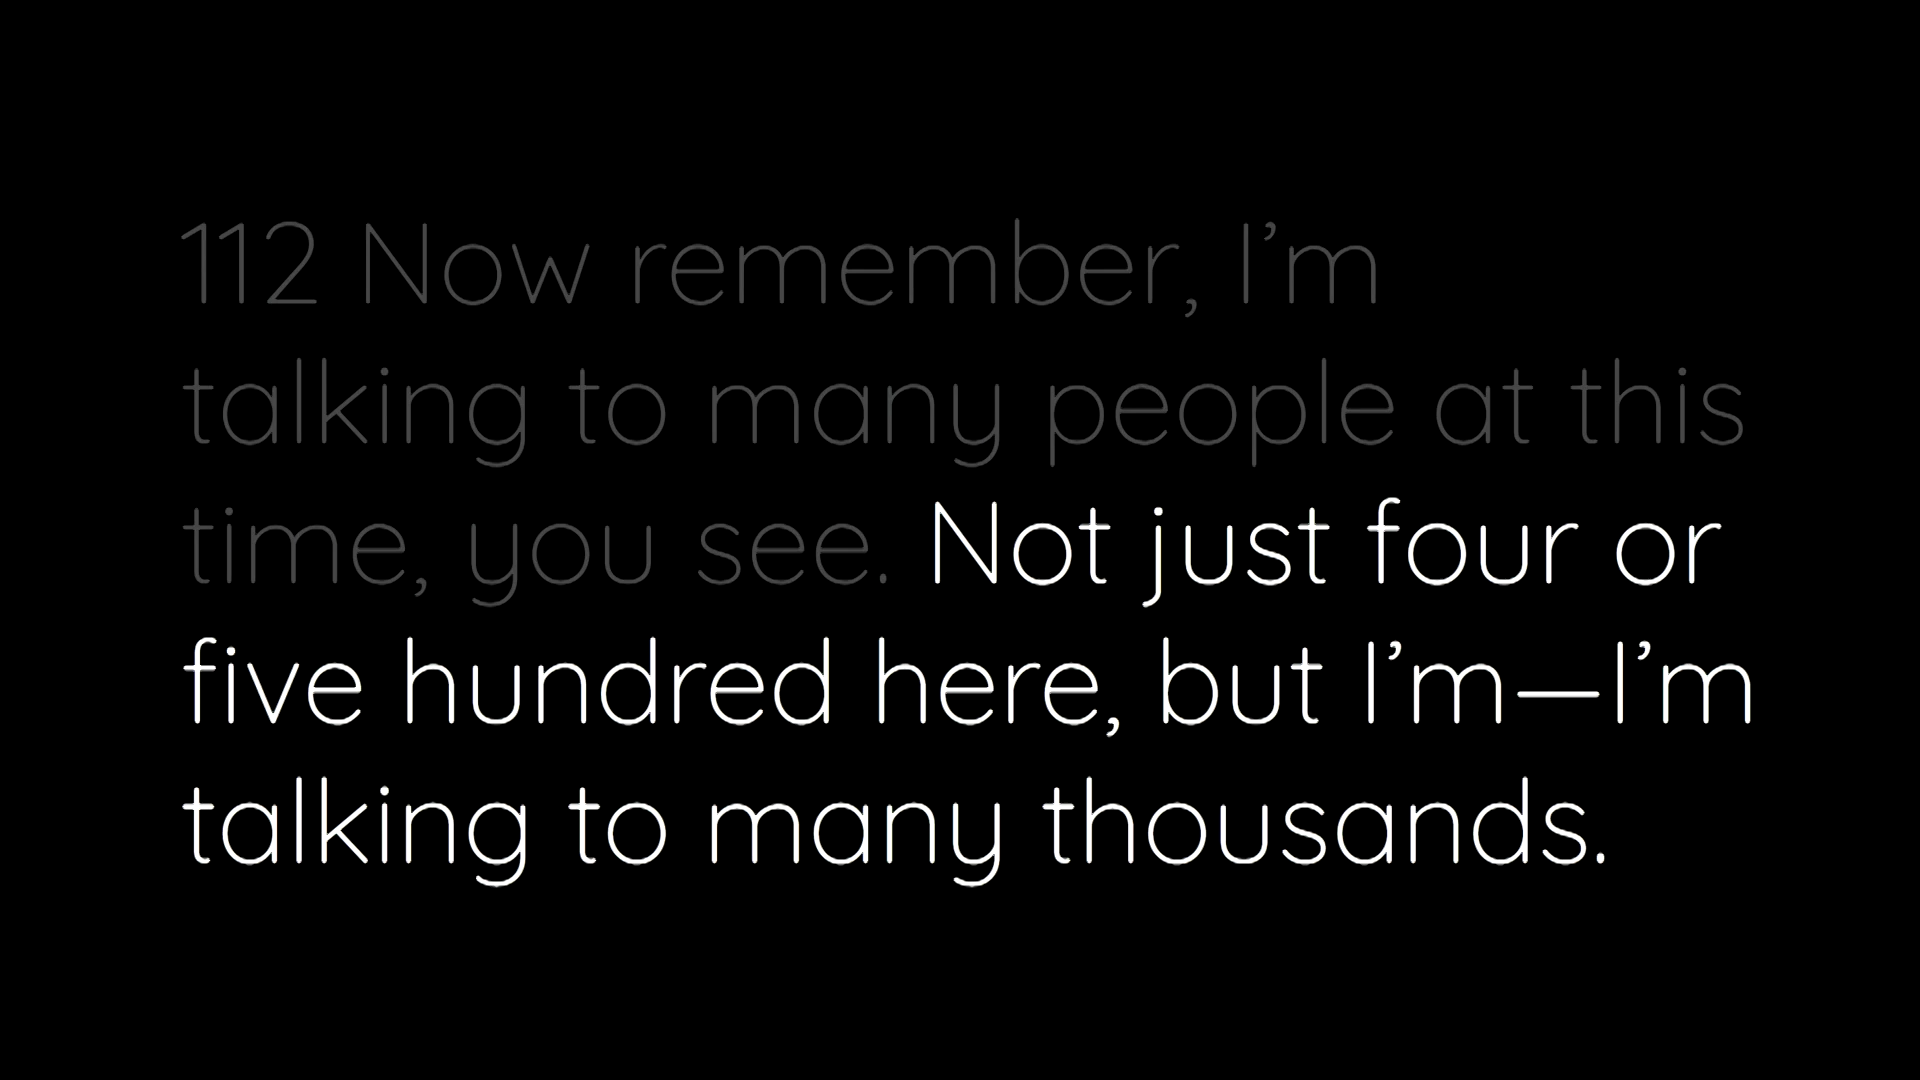 112 Now remember, I’m
talking to many people at this
time, you see. Not just four or
five hundred here, but I’m—I’m
talking to many thousands.